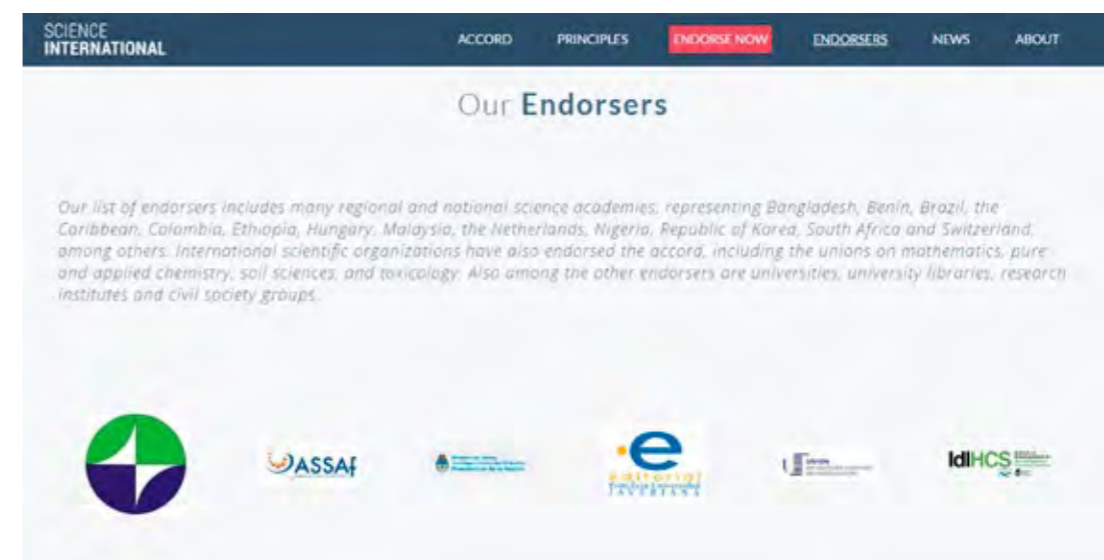 SCIENCE
INTERNATIONAL
ACCORD PRINCIPLES ENDORSE NOW ENDORSERS NEWS ABOUT
Our Endorsers
Our list of endorsers includes many regional and national science academies, representing Bangladesh, Benin, Brazil, the
Caribbean, Colombia, Ethiopia, Hungary, Malaysia, the Netherlands, Nigeria, Republic of Korea, South Africa and Switzerland,
among others. International scientific organizations have also endorsed the accord, including the unions on mathematics, pure
and applied chemistry, soil sciences, and toxicology. Also among the other endorsers are universities, university libraries, research
institutes and civil society groups.
ASSAf
e
editorial
Pontificia Universidad
JAVERIANA
IdIHCS